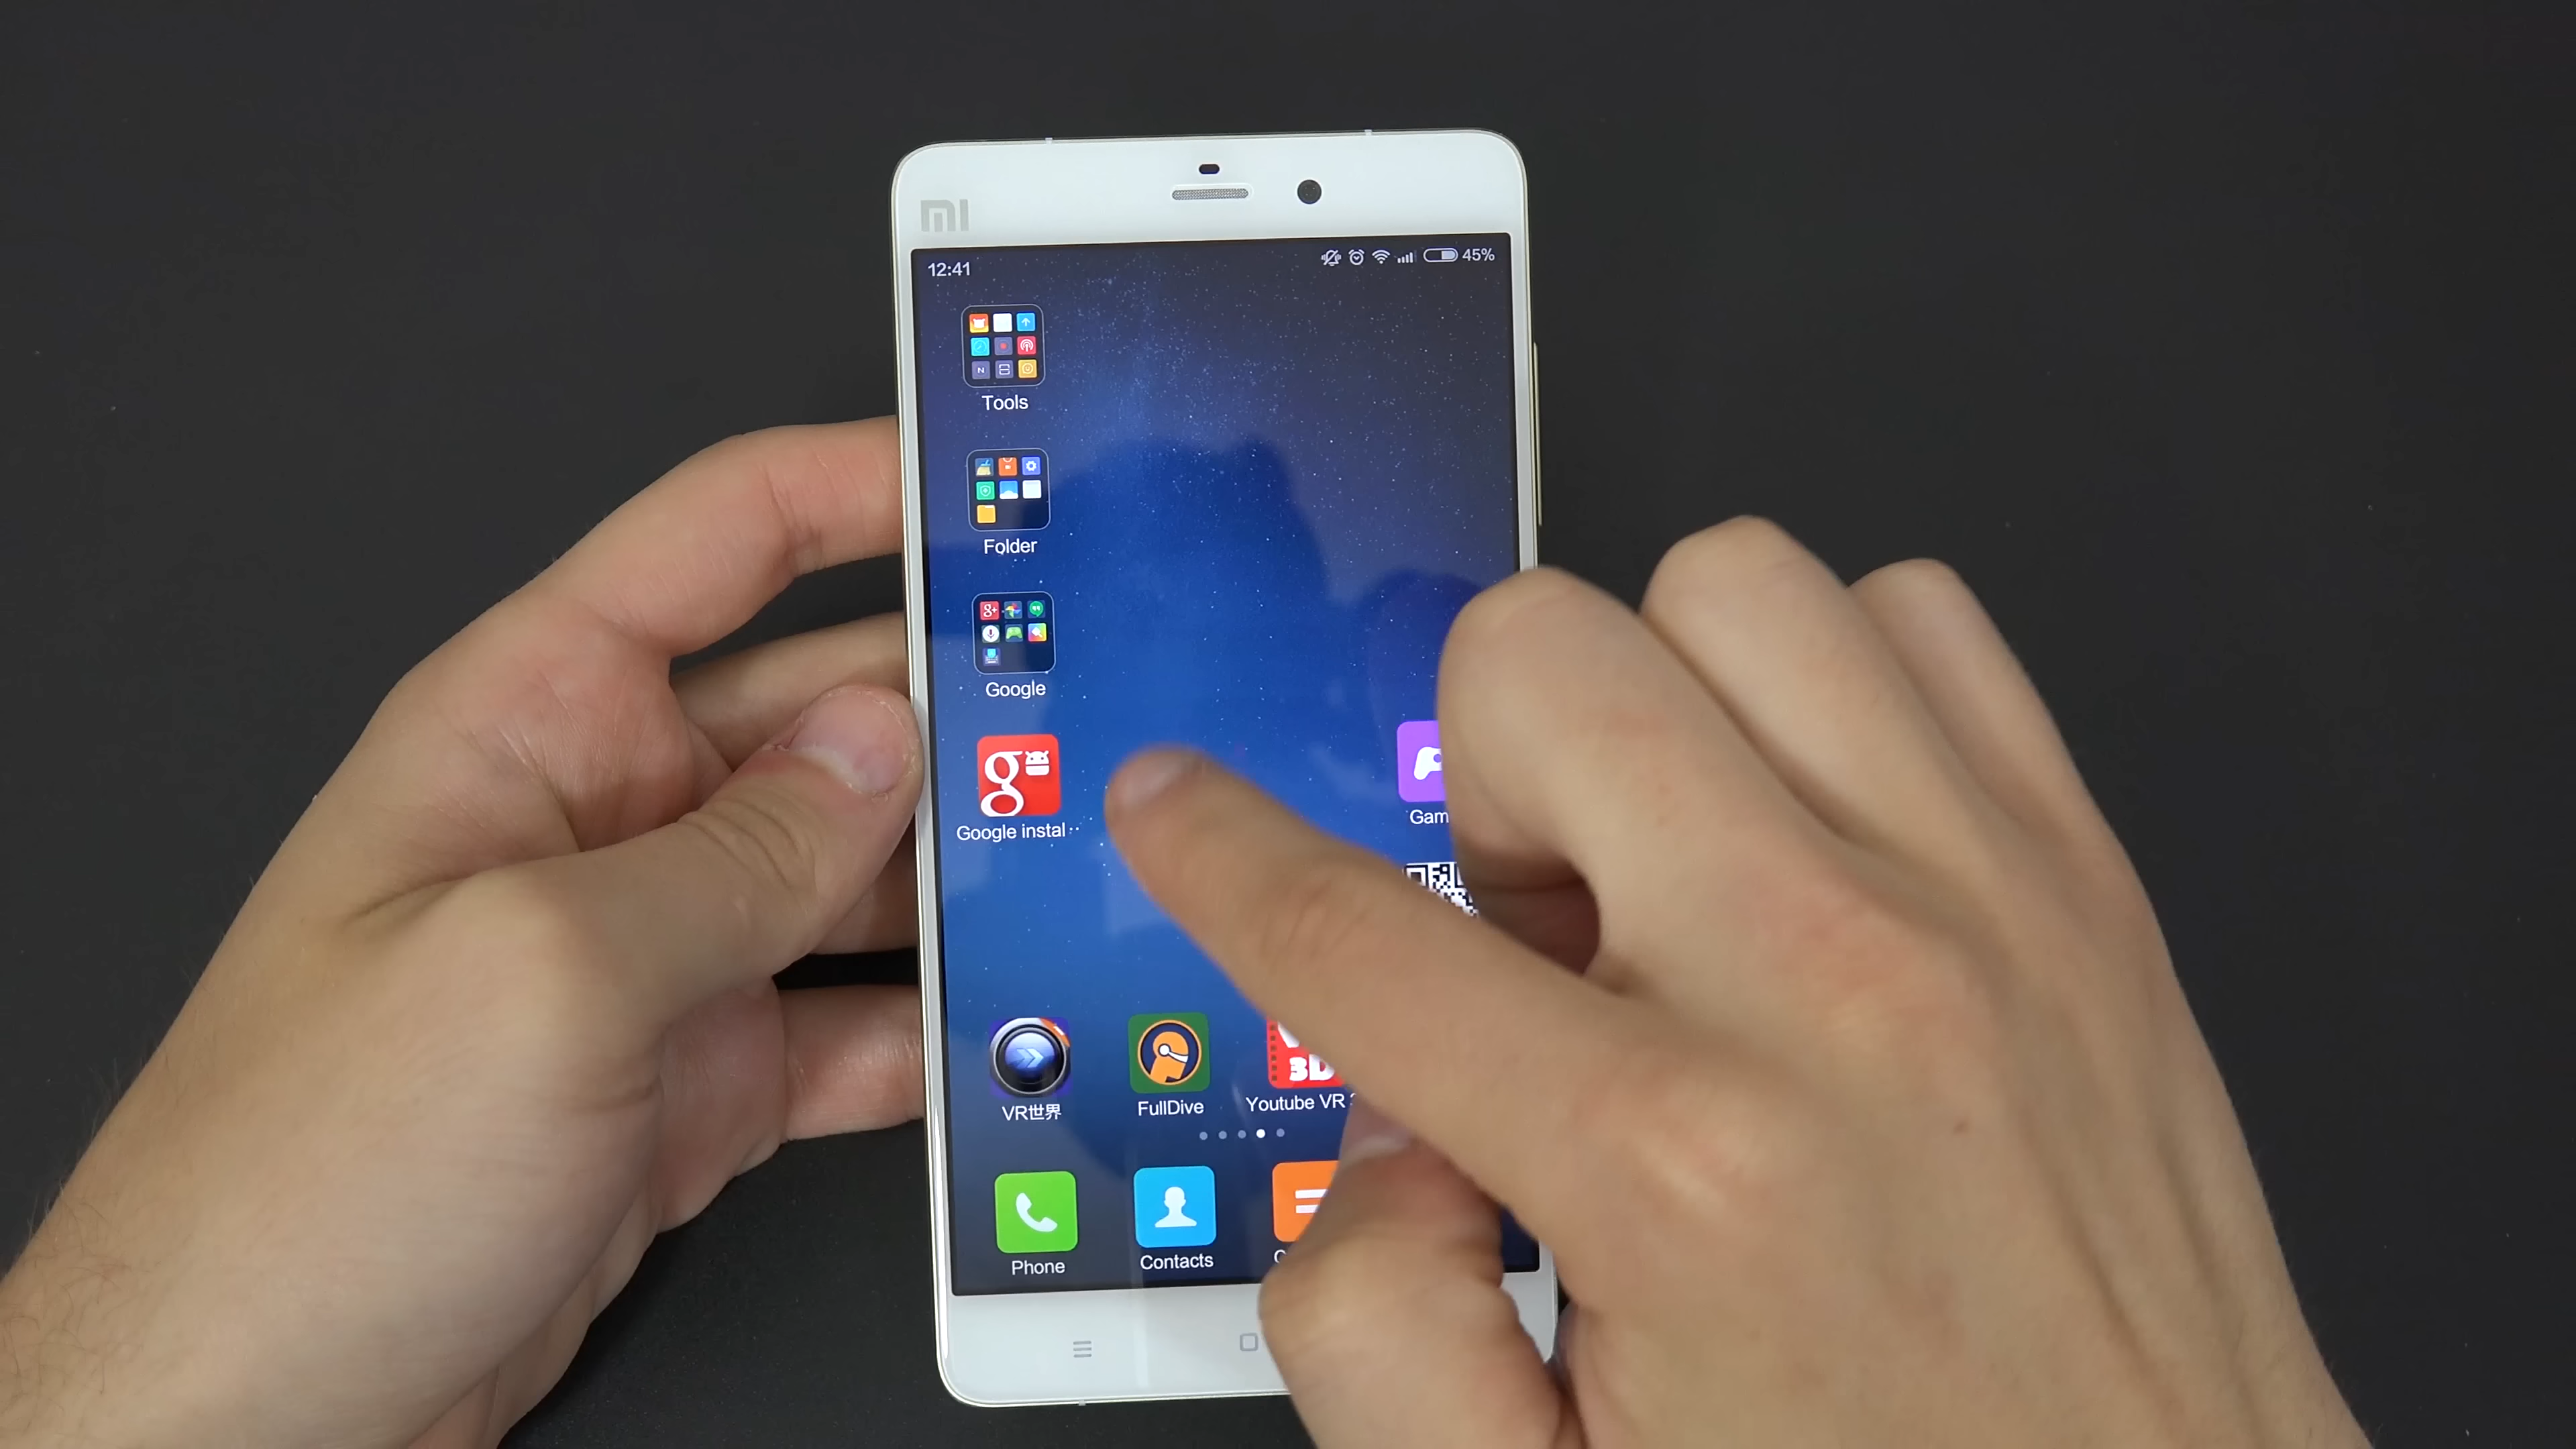 MI
12:41 45%
Tools
Folder
Google
Google instal··
Gam
VR世界 FullDive Youtube VR
3D
Phone Contacts